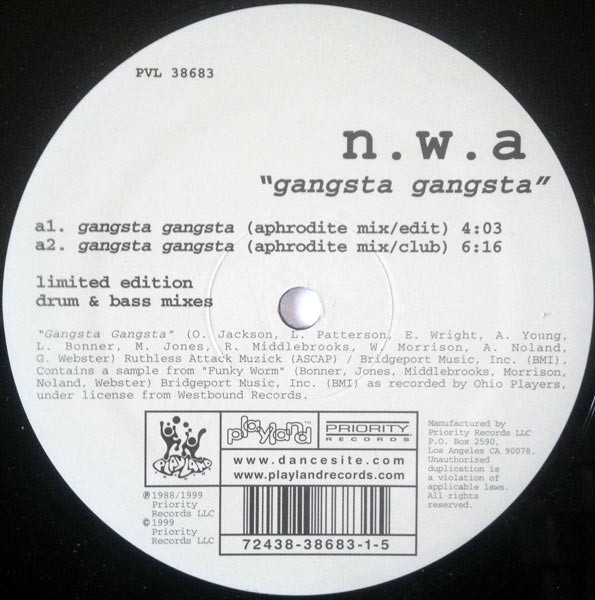 PVL 38683
n.w.a
"gangsta gangsta"
a1. gangsta gangsta (aphrodite mix/edit) 4:03
a2. gangsta gangsta (aphrodite mix/club) 6:16
limited edition
drum & bass mixes
"Gangsta Gangsta" (O. Jackson, L. Patterson, E. Wright, A. Young,
L. Bonner, M. Jones, R. Middlebrooks, W. Morrison, A. Noland,
G. Webster) Ruthless Attack Muzick (ASCAP) / Bridgeport Music, Inc. (BMI).
Contains a sample from "Funky Worm" (Bonner, Jones, Middlebrooks, Morrison,
Noland, Webster) Bridgeport Music, Inc. (BMI) as recorded by Ohio Players,
under license from Westbound Records.
PLAYLAND
℗ 1988/1999
Priority
Records LLC
© 1999
Priority
Records LLC
playland™
PRIORITY
RECORDS
www.dancesite.com
www.playlandrecords.com
72438-38683-1-5
Manufactured by
Priority Records LLC
P.O. Box 2590,
Los Angeles CA 90078.
Unauthorized
duplication is
a violation of
applicable laws.
All rights
reserved.